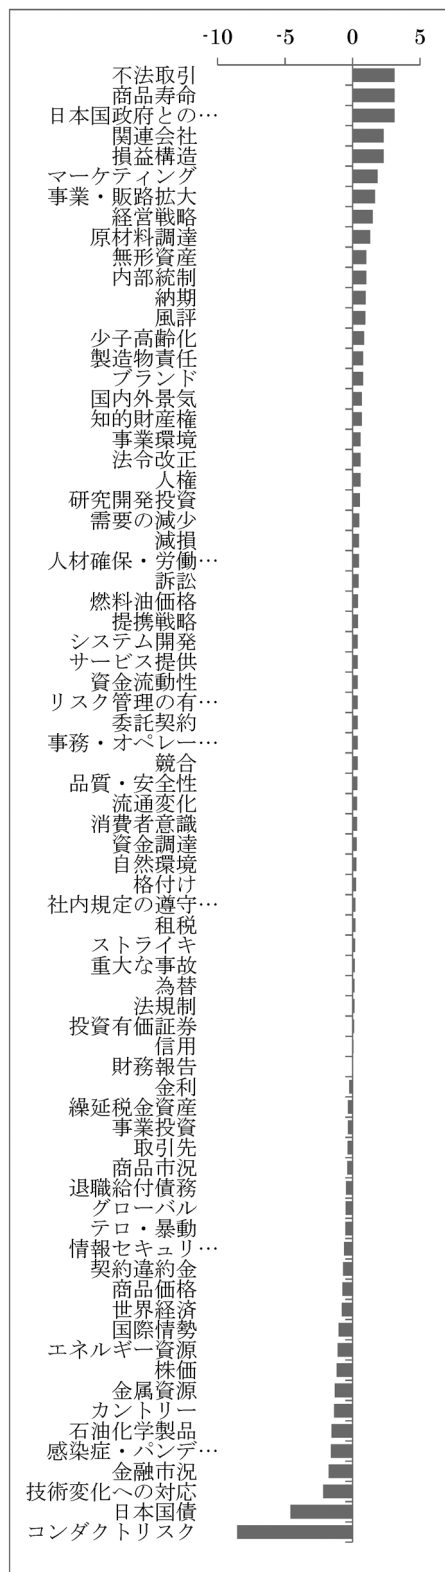 -10 -5 0 5
不法取引
商品寿命
日本国政府との…
関連会社
損益構造
マーケティング
事業・販路拡大
経営戦略
原材料調達
無形資産
内部統制
納期
風評
少子高齢化
製造物責任
ブランド
国内外景気
知的財産権
事業環境
法令改正
人権
研究開発投資
需要の減少
減損
人材確保・労働…
訴訟
燃料油価格
提携戦略
システム開発
サービス提供
資金流動性
リスク管理の有…
委託契約
事務・オペレー…
競合
品質・安全性
流通変化
消費者意識
資金調達
自然環境
格付け
社内規定の遵守…
租税
ストライキ
重大な事故
為替
法規制
投資有価証券
信用
財務報告
金利
繰延税金資産
事業投資
取引先
商品市況
退職給付債務
グローバル
テロ・暴動
情報セキュリ…
契約違約金
商品価格
世界経済
国際情勢
エネルギー資源
株価
金属資源
カントリー
石油化学製品
感染症・パンデ…
金融市況
技術変化への対応
日本国債
コンダクトリスク